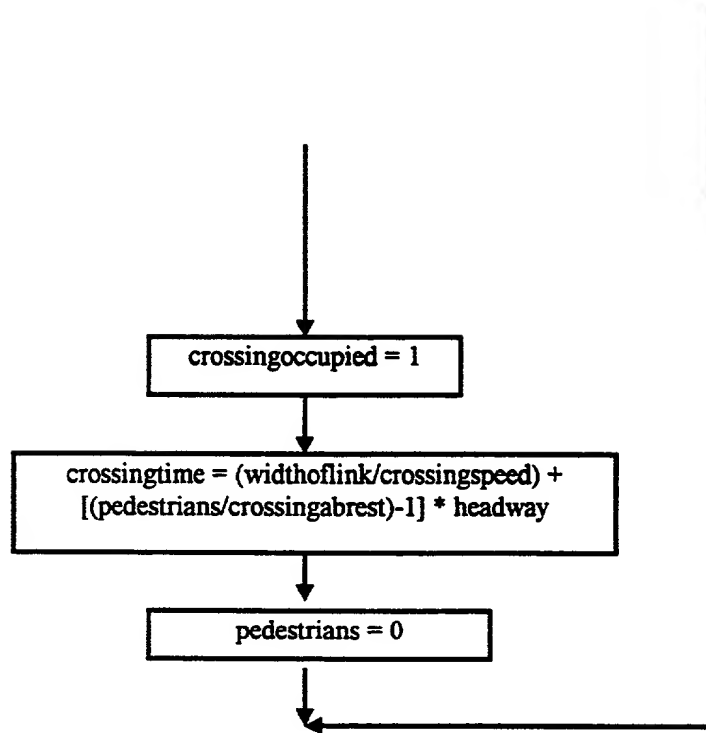 crossingoccupied = 1
crossingtime = (widthoflink/crossingspeed) +
[(pedestrians/crossingabrest)-1] * headway
pedestrians = 0